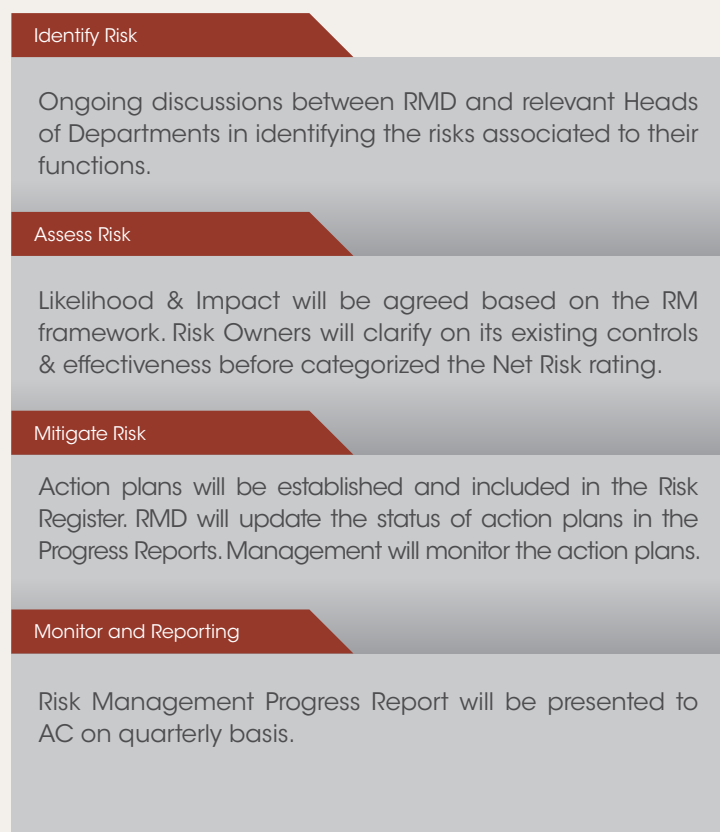 Identify Risk
Ongoing discussions between RMD and relevant Heads
of Departments in identifying the risks associated to their
functions.
Assess Risk
Likelihood & Impact will be agreed based on the RM
framework. Risk Owners will clarify on its existing controls
& effectiveness before categorized the Net Risk rating.
Mitigate Risk
Action plans will be established and included in the Risk
Register. RMD will update the status of action plans in the
Progress Reports. Management will monitor the action plans.
Monitor and Reporting
Risk Management Progress Report will be presented to
AC on quarterly basis.